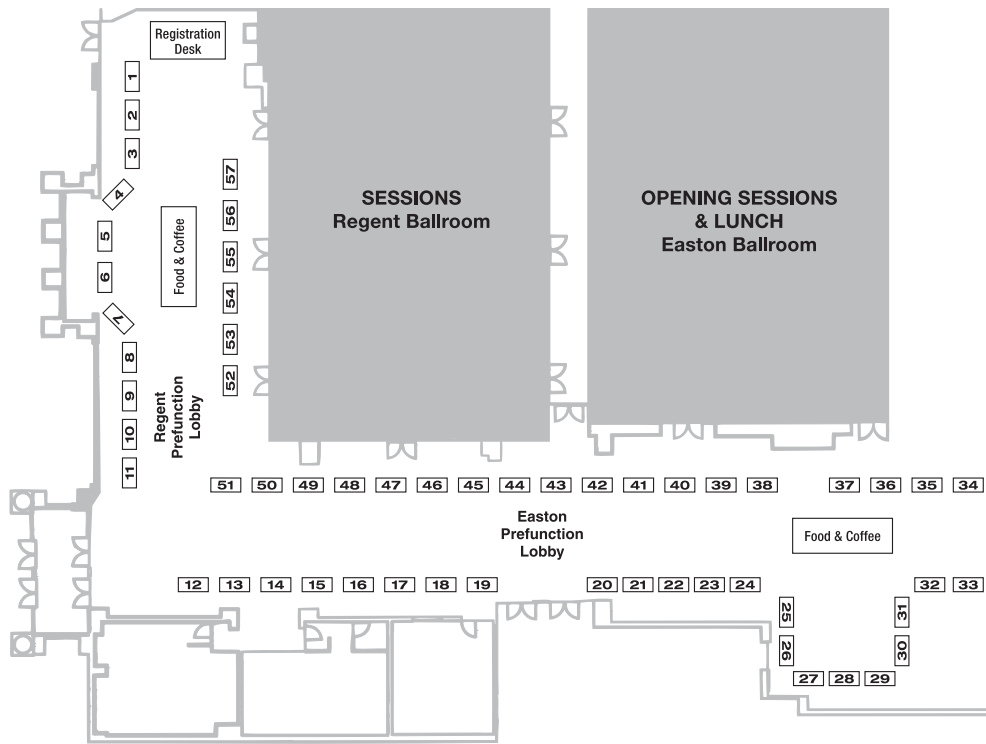 Registration
Desk
1
2
3
4
5
6
7
8
9
10
11
Food & Coffee
Regent
Prefunction
Lobby
57
56
55
54
53
52
SESSIONS
Regent Ballroom
OPENING SESSIONS
& LUNCH
Easton Ballroom
51 50 49 48 47 46 45 44 43 42 41 40 39 38 37 36 35 34
Easton
Prefunction
Lobby
Food & Coffee
12 13 14 15 16 17 18 19 20 21 22 23 24 32 33
25
26
27 28 29
30
31